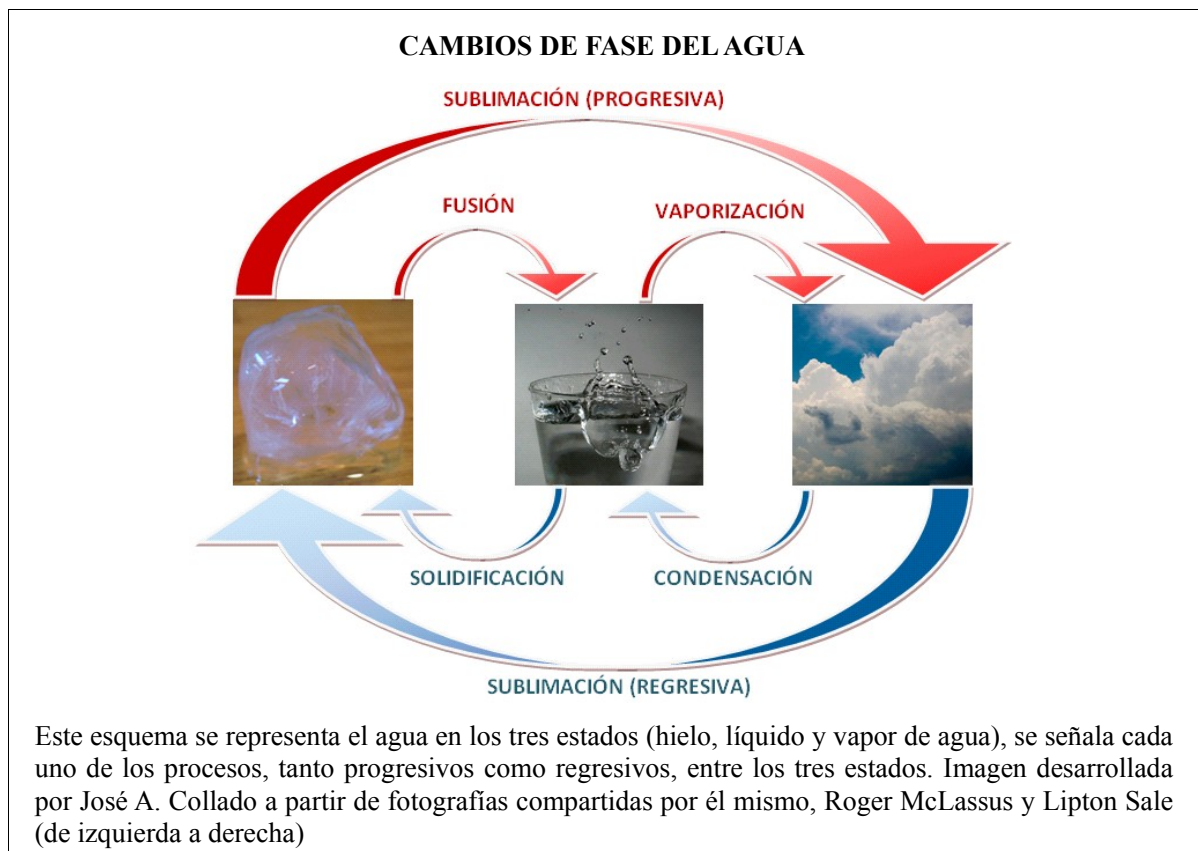 CAMBIOS DE FASE DEL AGUA
SUBLIMACIÓN (PROGRESIVA)
FUSIÓN
VAPORIZACIÓN
SOLIDIFICACIÓN
CONDENSACIÓN
SUBLIMACIÓN (REGRESIVA)
Este esquema se representa el agua en los tres estados (hielo, líquido y vapor de agua), se señala cada
uno de los procesos, tanto progresivos como regresivos, entre los tres estados. Imagen desarrollada
por José A. Collado a partir de fotografías compartidas por él mismo, Roger McLassus y Lipton Sale
(de izquierda a derecha)